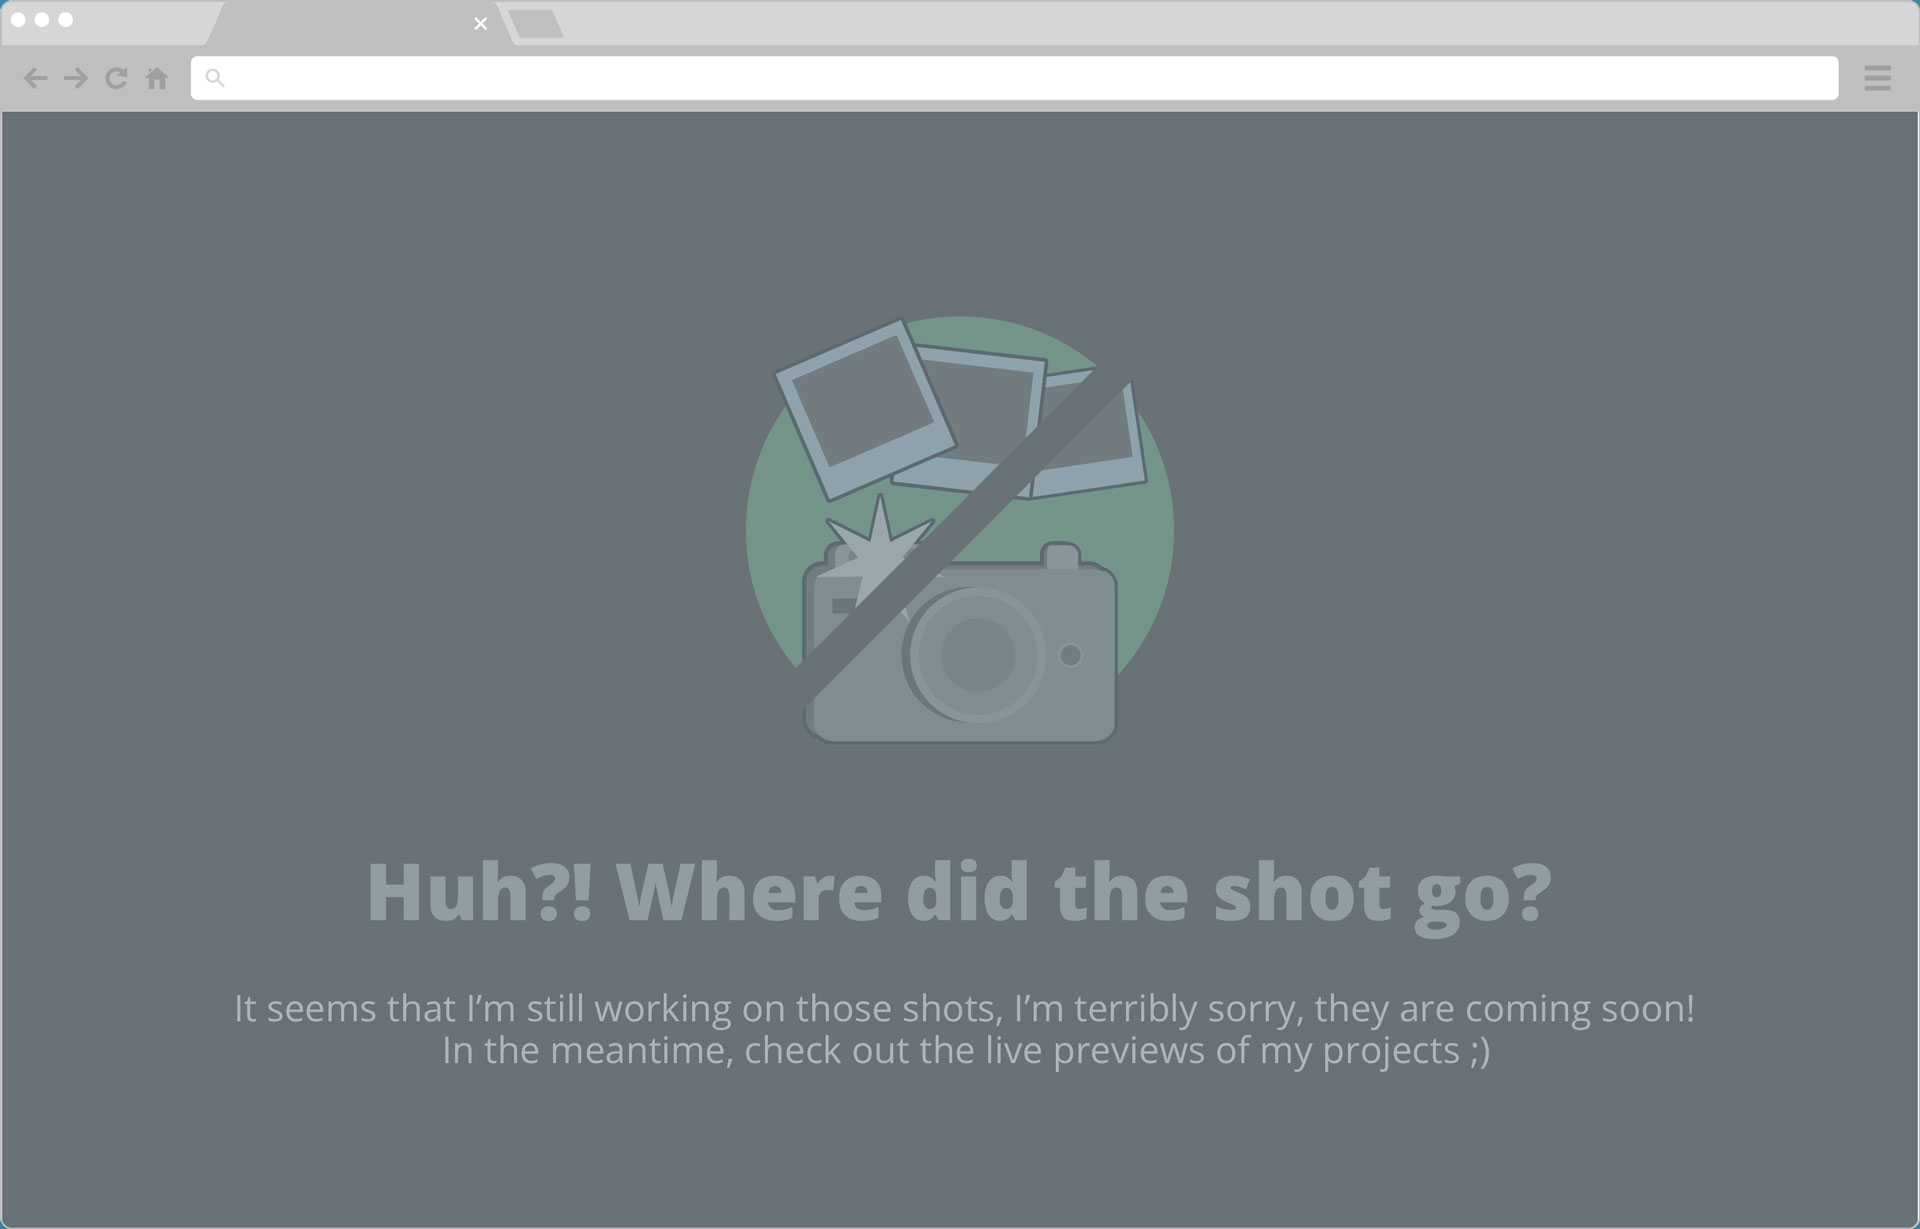 Huh?! Where did the shot go?
It seems that I’m still working on those shots, I’m terribly sorry, they are coming soon!
In the meantime, check out the live previews of my projects ;)